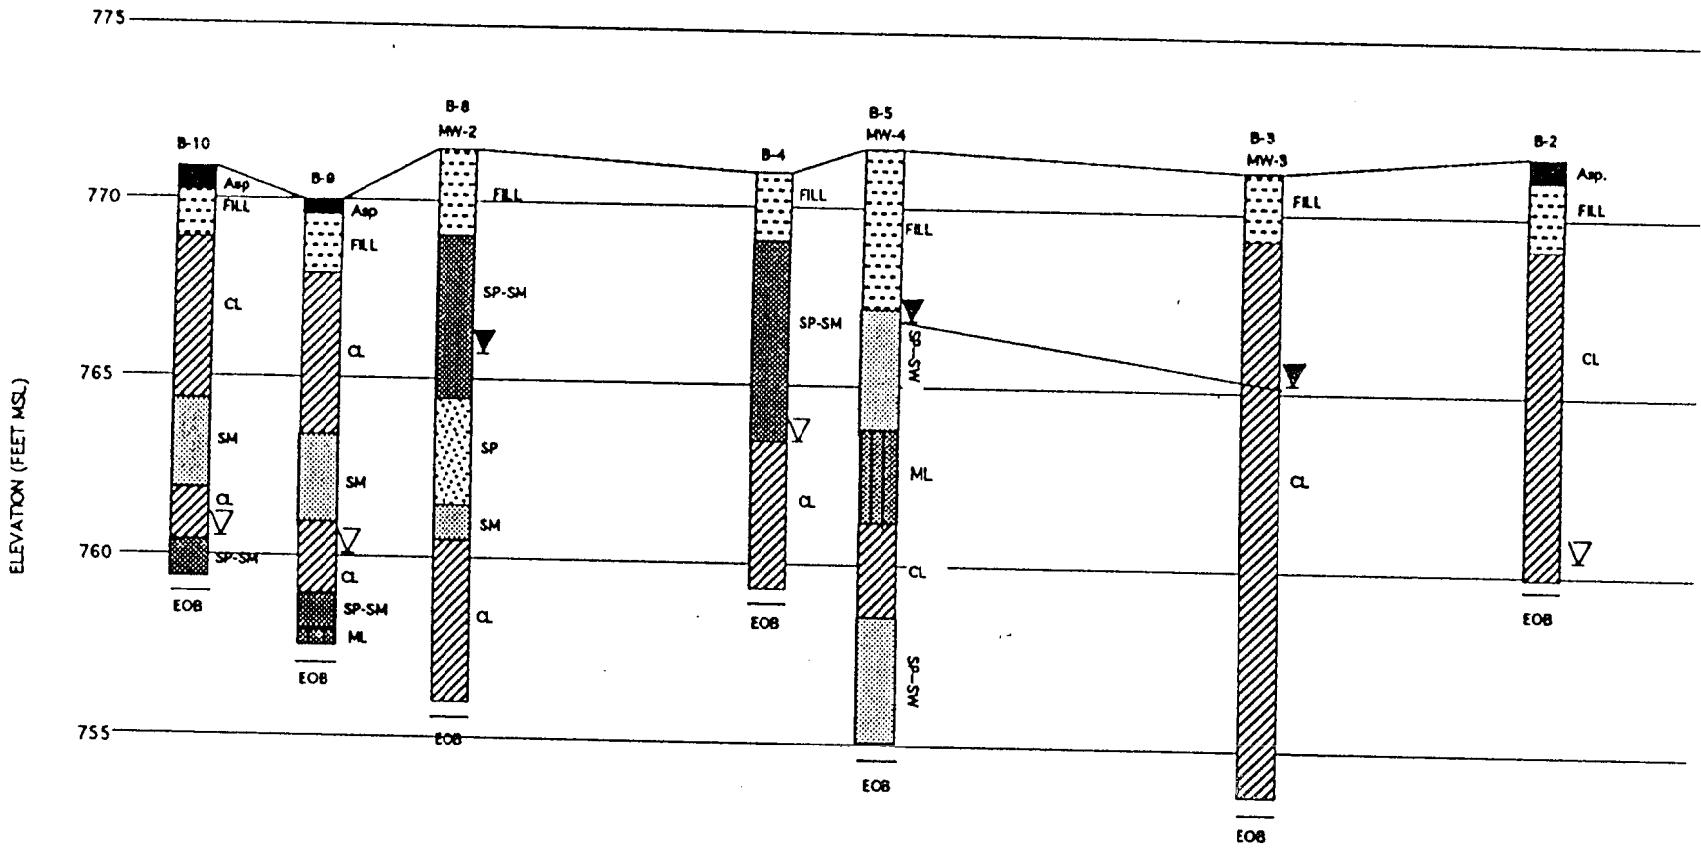 775
B-8
MW-2
B-5
MW-4
B-10
B-9
B-4
B-3
MW-3
B-2
Asp
770
FILL
Asp
FILL
FILL
FILL
FILL
FILL
Asp.
FILL
CL
CL
SP-SM
SP-SM
SP-SW
CL
765
SM
SM
SP
SM
ML
CL
CL
CL
ELEVATION (FEET MSL)
760
SP-SM
CL
SP-SM
ML
CL
CL
SP-SW
EOB
EOB
EOB
EOB
EOB
EOB
EOB
755